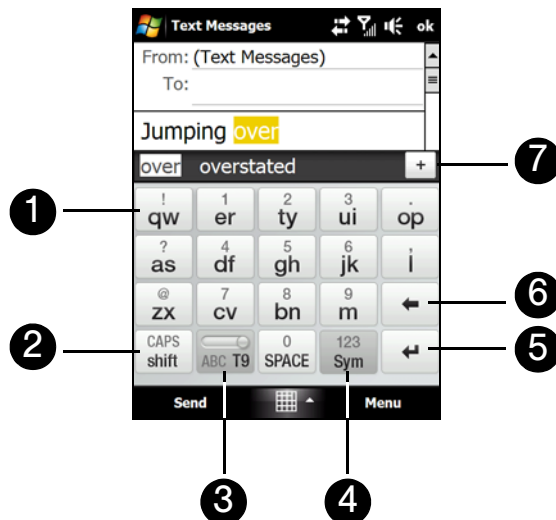 Text Messages ok
From: (Text Messages)
To:
Jumping over
over overstated +
7
1
! 1 2 3 .
qw er ty ui op
? 4 5 6 ,
as df gh jk l
@ 7 8 9
zx cv bn m
6
2
CAPS 0 123
shift ABC T9 SPACE Sym
5
Send Menu
3 4